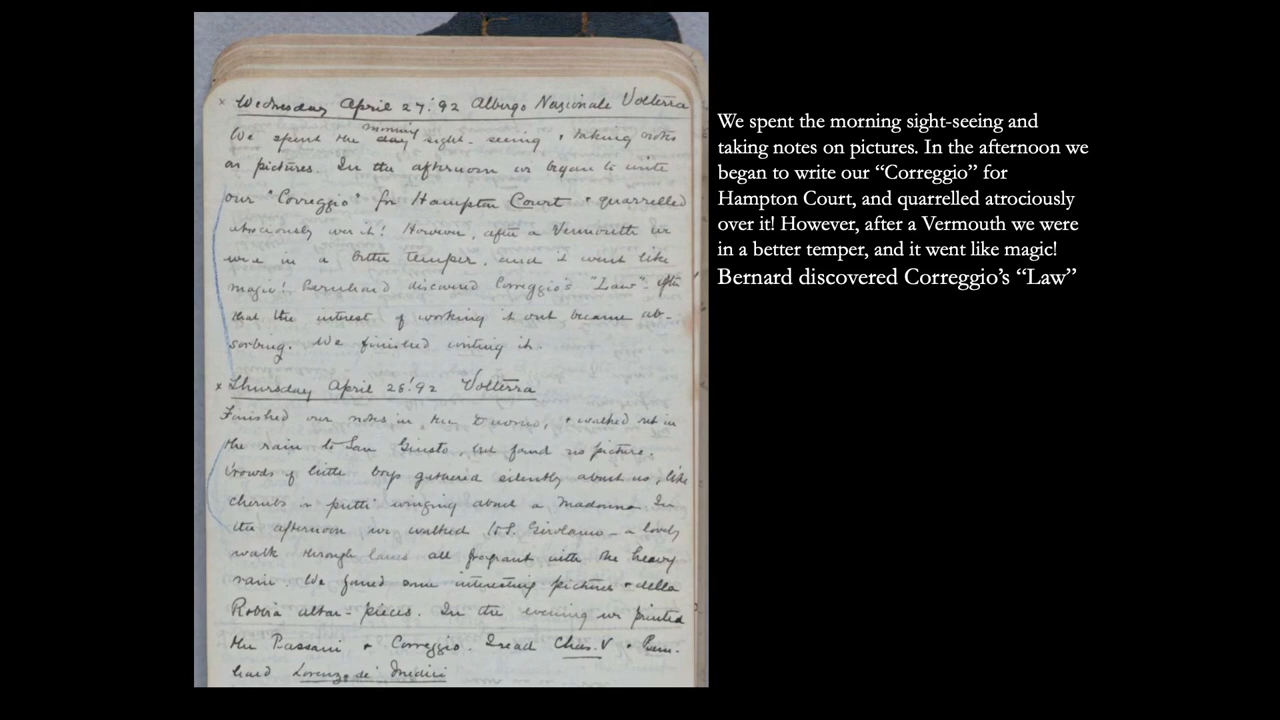 × Wednesday April 27.'92 Albergo Nazionale Volterra
We spent the day morning sight-seeing + taking notes
on pictures. In the afternoon we began to write
our "Correggio" for Hampton Court + quarrelled
atrociously over it! However, after a Vermouth we
were in a better temper, and it went like
magic! Bernhard discovered Correggio's "Law". After
that the interest of working it out became ab-
sorbing. We finished writing it.
× Thursday April 28.'92 Volterra
Finished our notes in the Duomo, + walked out in
the rain to San Giusto, but found no picture.
Crowds of little boys gathered silently about us, like
cherubs or putti winging about a Madonna. In
the afternoon we walked to S. Girolamo – a lovely
walk through lanes all fragrant with the heavy
rain. We found some interesting pictures + della
Robbia altar-pieces. In the evening we printed
the Bassani + Correggio. I read Chas. V + Bern-
hard Lorenzo de' Medici
We spent the morning sight-seeing and
taking notes on pictures. In the afternoon we
began to write our “Correggio” for
Hampton Court, and quarrelled atrociously
over it! However, after a Vermouth we were
in a better temper, and it went like magic!
Bernard discovered Correggio’s “Law”